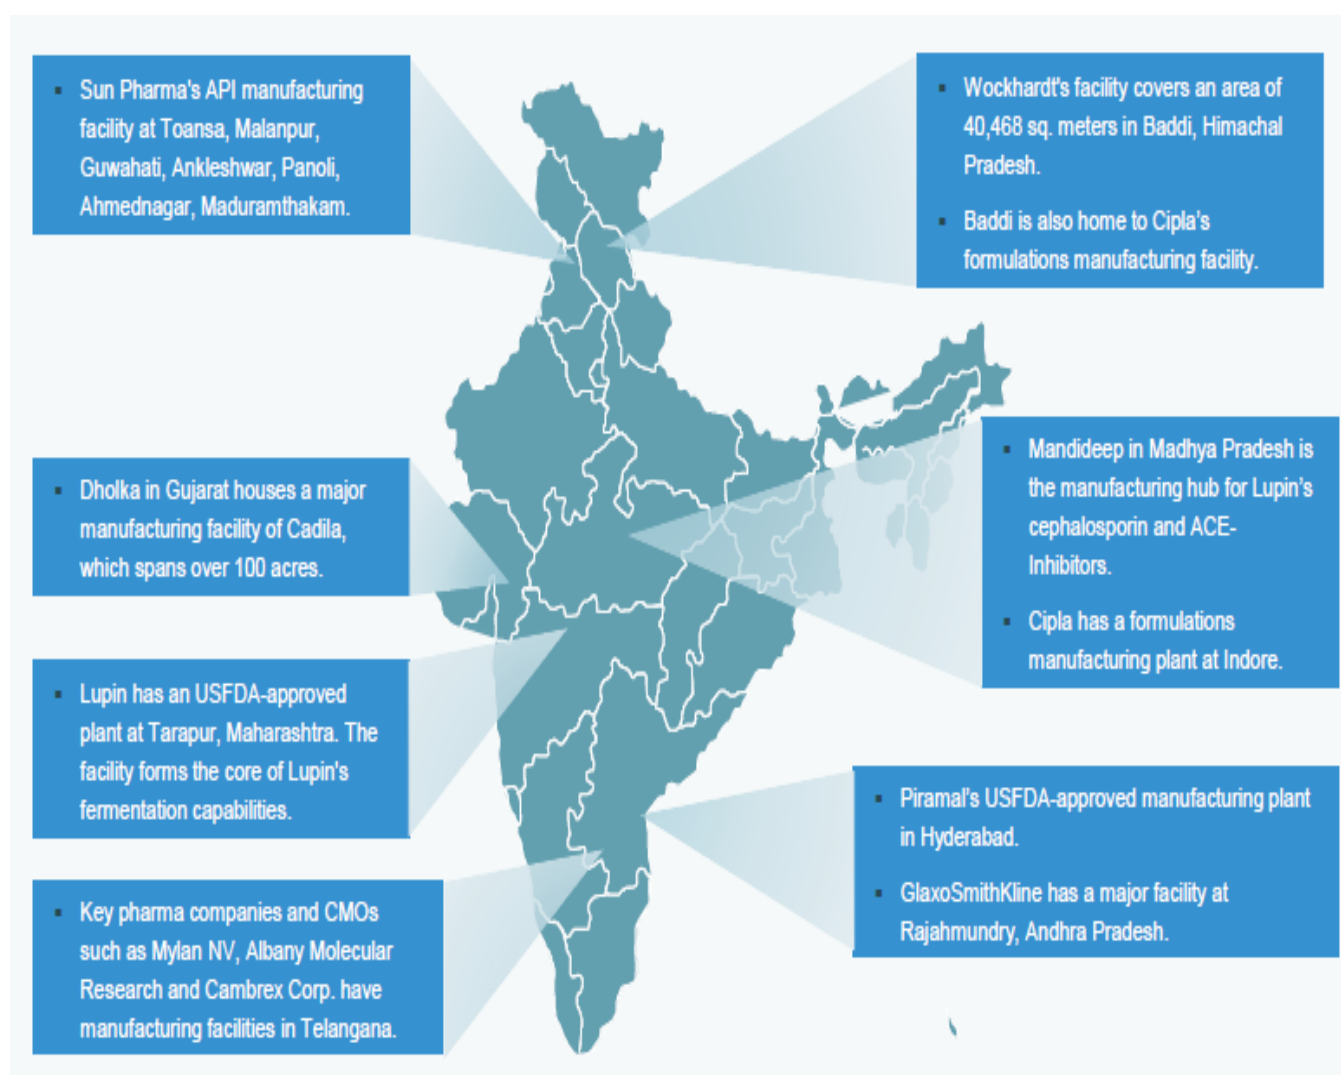 ▪ Sun Pharma's API manufacturing
facility at Toansa, Malanpur,
Guwahati, Ankleshwar, Panoli,
Ahmednagar, Maduramthakam.
▪ Wockhardt's facility covers an area of
40,468 sq. meters in Baddi, Himachal
Pradesh.
▪ Baddi is also home to Cipla's
formulations manufacturing facility.
▪ Dholka in Gujarat houses a major
manufacturing facility of Cadila,
which spans over 100 acres.
▪ Mandideep in Madhya Pradesh is
the manufacturing hub for Lupin's
cephalosporin and ACE-
Inhibitors.
▪ Cipla has a formulations
manufacturing plant at Indore.
▪ Lupin has an USFDA-approved
plant at Tarapur, Maharashtra. The
facility forms the core of Lupin's
fermentation capabilities.
▪ Piramal's USFDA-approved manufacturing plant
in Hyderabad.
▪ GlaxoSmithKline has a major facility at
Rajahmundry, Andhra Pradesh.
▪ Key pharma companies and CMOs
such as Mylan NV, Albany Molecular
Research and Cambrex Corp. have
manufacturing facilities in Telangana.